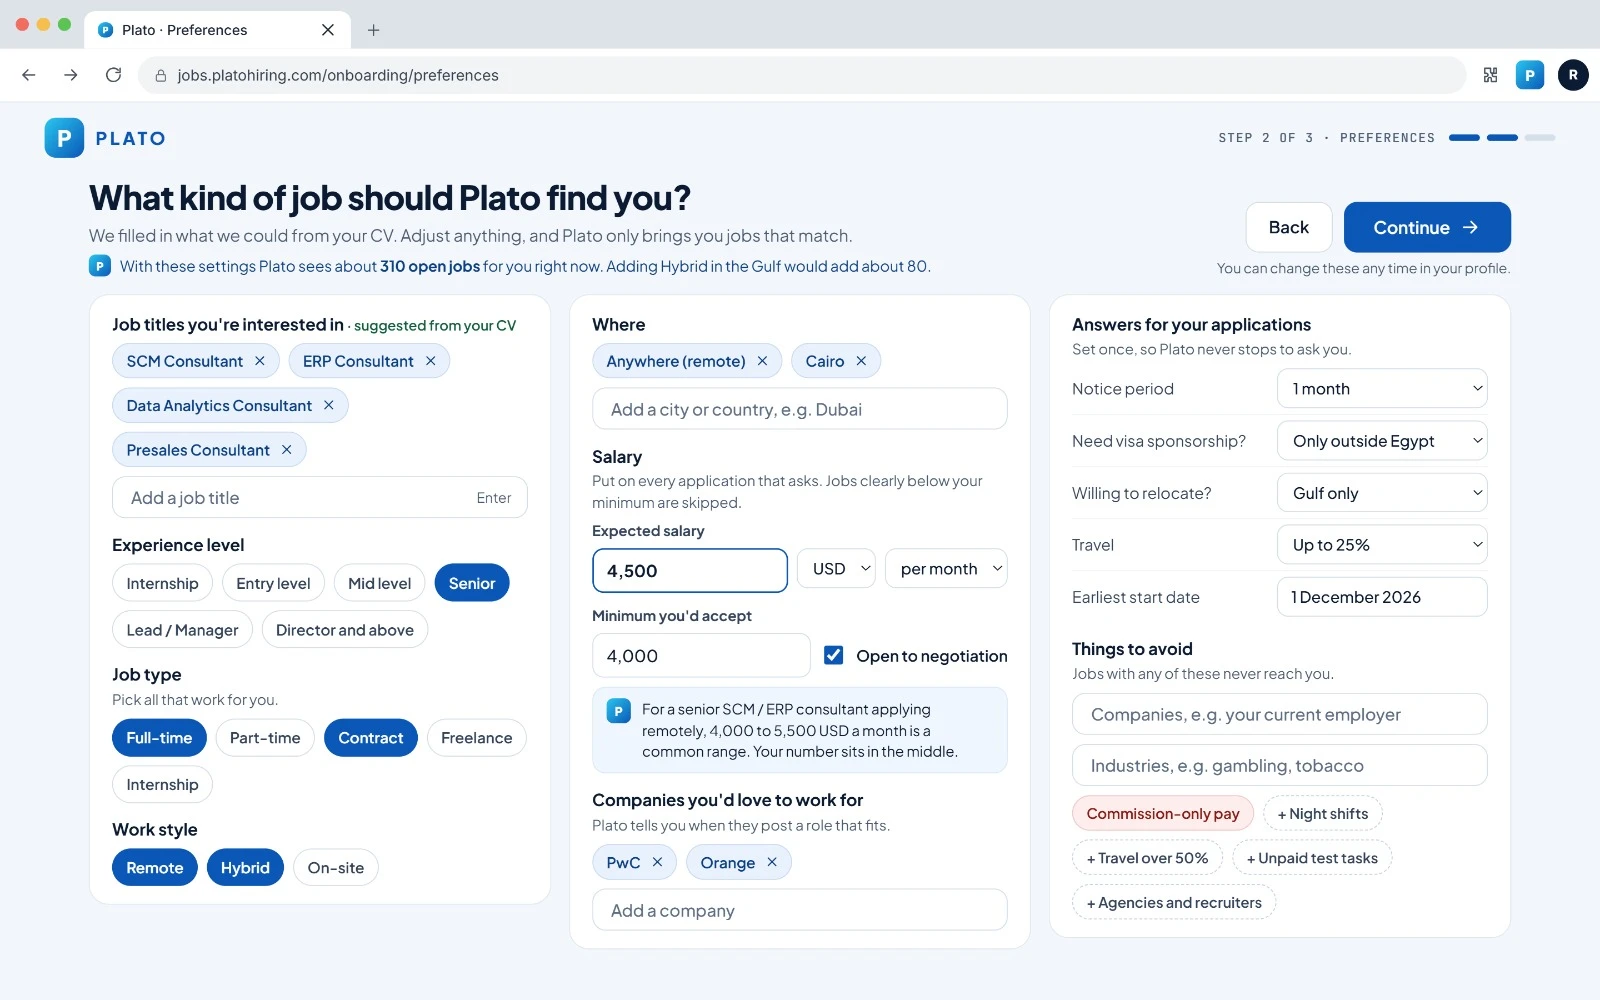 Plato · Preferences
jobs.platohiring.com/onboarding/preferences
P
R
P PLATO
STEP 2 OF 3 · PREFERENCES
What kind of job should Plato find you?
We filled in what we could from your CV. Adjust anything, and Plato only brings you jobs that match.
P With these settings Plato sees about 310 open jobs for you right now. Adding Hybrid in the Gulf would add about 80.
Back
Continue →
You can change these any time in your profile.
Job titles you're interested in · suggested from your CV
SCM Consultant × ERP Consultant ×
Data Analytics Consultant ×
Presales Consultant ×
Add a job title Enter
Experience level
Internship Entry level Mid level Senior
Lead / Manager Director and above
Job type
Pick all that work for you.
Full-time Part-time Contract Freelance
Internship
Work style
Remote Hybrid On-site
Where
Anywhere (remote) × Cairo ×
Add a city or country, e.g. Dubai
Salary
Put on every application that asks. Jobs clearly below your
minimum are skipped.
Expected salary
4,500 USD per month
Minimum you'd accept
4,000 Open to negotiation
P For a senior SCM / ERP consultant applying
remotely, 4,000 to 5,500 USD a month is a
common range. Your number sits in the middle.
Companies you'd love to work for
Plato tells you when they post a role that fits.
PwC × Orange ×
Add a company
Answers for your applications
Set once, so Plato never stops to ask you.
Notice period 1 month
Need visa sponsorship? Only outside Egypt
Willing to relocate? Gulf only
Travel Up to 25%
Earliest start date 1 December 2026
Things to avoid
Jobs with any of these never reach you.
Companies, e.g. your current employer
Industries, e.g. gambling, tobacco
Commission-only pay + Night shifts
+ Travel over 50% + Unpaid test tasks
+ Agencies and recruiters